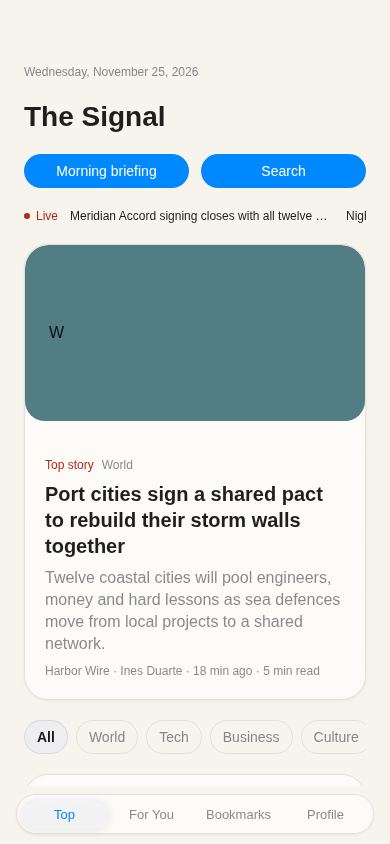 Wednesday, November 25, 2026
The Signal
Morning briefing Search
Live Meridian Accord signing closes with all twelve …
W
Top story World
Port cities sign a shared pact
to rebuild their storm walls
together
Twelve coastal cities will pool engineers,
money and hard lessons as sea defences
move from local projects to a shared
network.
Harbor Wire · Ines Duarte · 18 min ago · 5 min read
All World Tech Business Culture
Top For You Bookmarks Profile